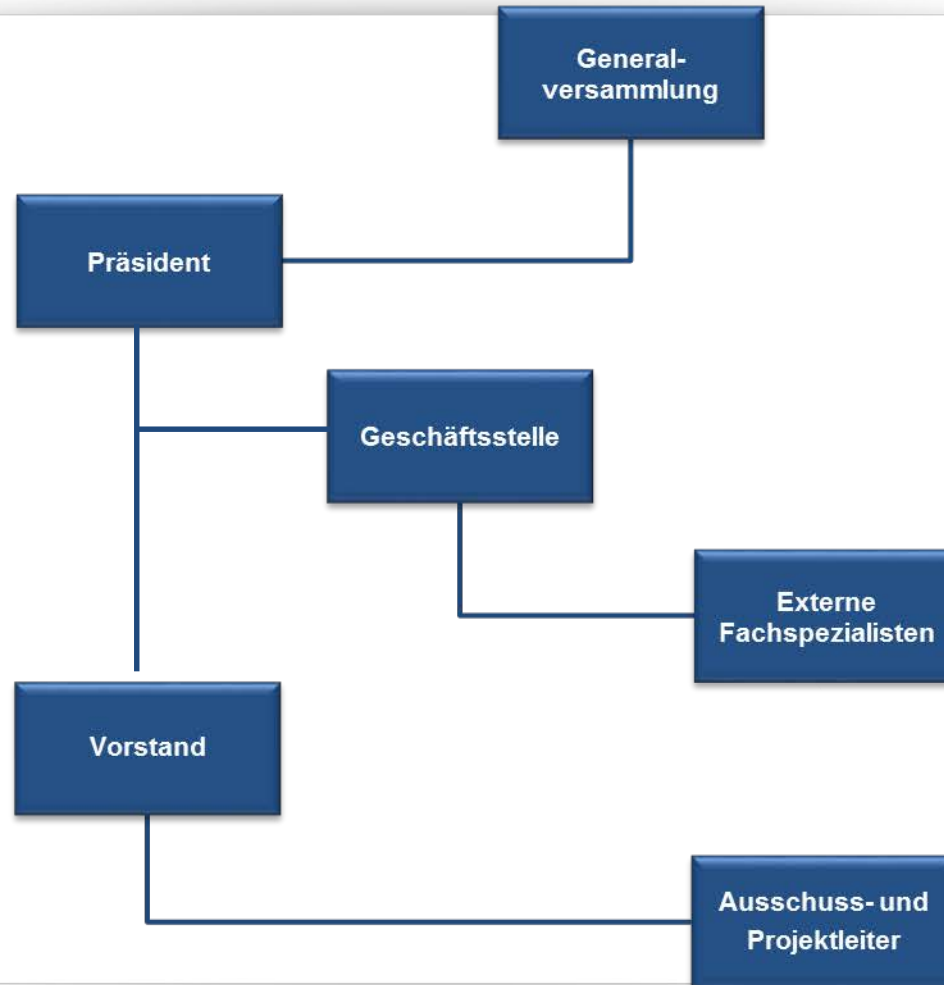 General-
versammlung
Präsident
Geschäftsstelle
Externe
Fachspezialisten
Vorstand
Ausschuss- und
Projektleiter